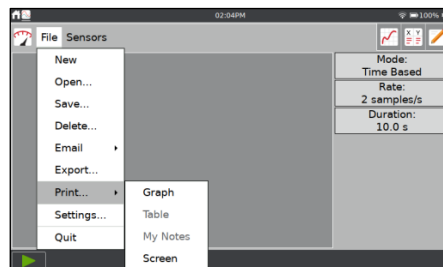 02:04PM
100%
File Sensors
X Y
New
Open...
Save...
Delete...
Email
Export...
Print...
Settings...
Quit
Graph
Table
My Notes
Screen
Mode:
Time Based
Rate:
2 samples/s
Duration:
10.0 s